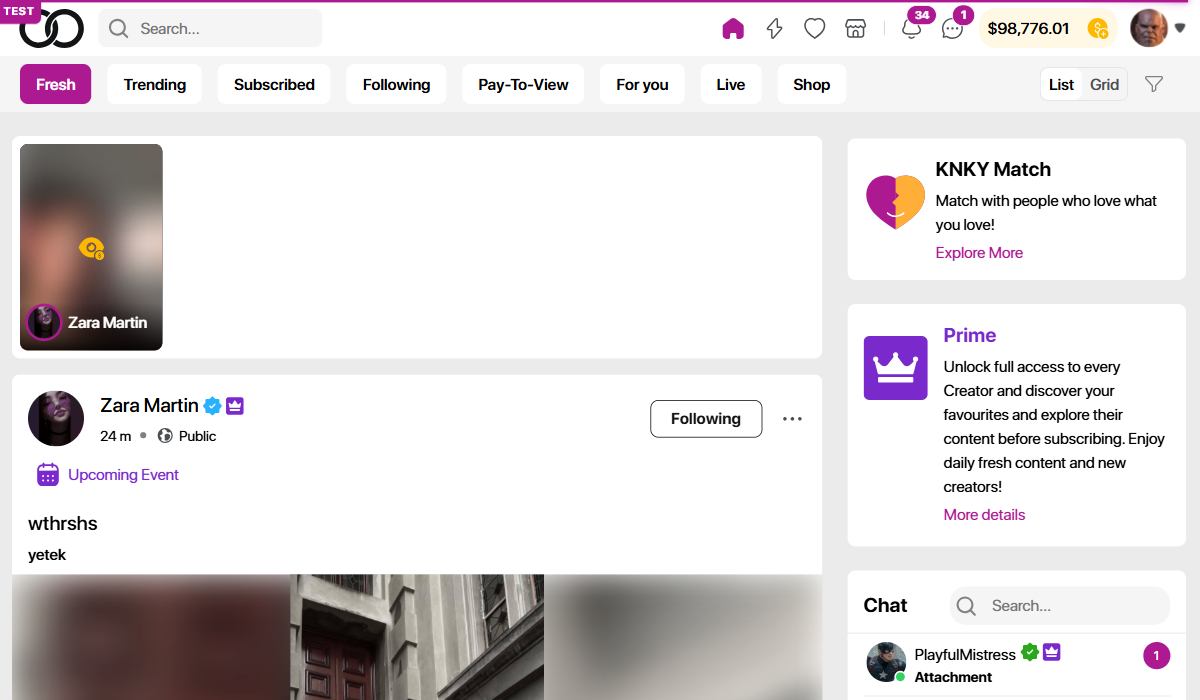 TEST
Search...
34
1
$98,776.01
Fresh
Trending
Subscribed
Following
Pay-To-View
For you
Live
Shop
List
Grid
Zara Martin
Zara Martin
24 m
Public
Following
Upcoming Event
wthrshs
yetek
KNKY Match
Match with people who love what
you love!
Explore More
Prime
Unlock full access to every
Creator and discover your
favourites and explore their
content before subscribing. Enjoy
daily fresh content and new
creators!
More details
Chat
Search...
PlayfulMistress
1
Attachment